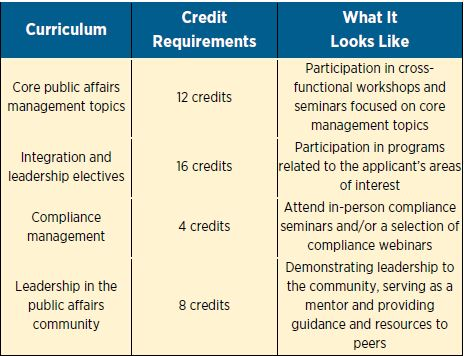 Curriculum
Credit
Requirements
What It
Looks Like
Core public affairs
management topics
12 credits
Participation in cross-
functional workshops and
seminars focused on core
management topics
Integration and
leadership electives
16 credits
Participation in programs
related to the applicant's areas
of interest
Compliance
management
4 credits
Attend in-person compliance
seminars and/or a selection of
compliance webinars
Leadership in the
public affairs
community
8 credits
Demonstrating leadership to
the community, serving as a
mentor and providing
guidance and resources to
peers